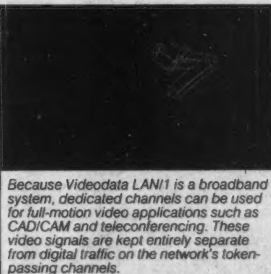 Because Videodata LAN/1 is a broadband
system, dedicated channels can be used
for full-motion video applications such as
CAD/CAM and teleconferencing. These
video signals are kept entirely separate
from digital traffic on the network's token-
passing channels.